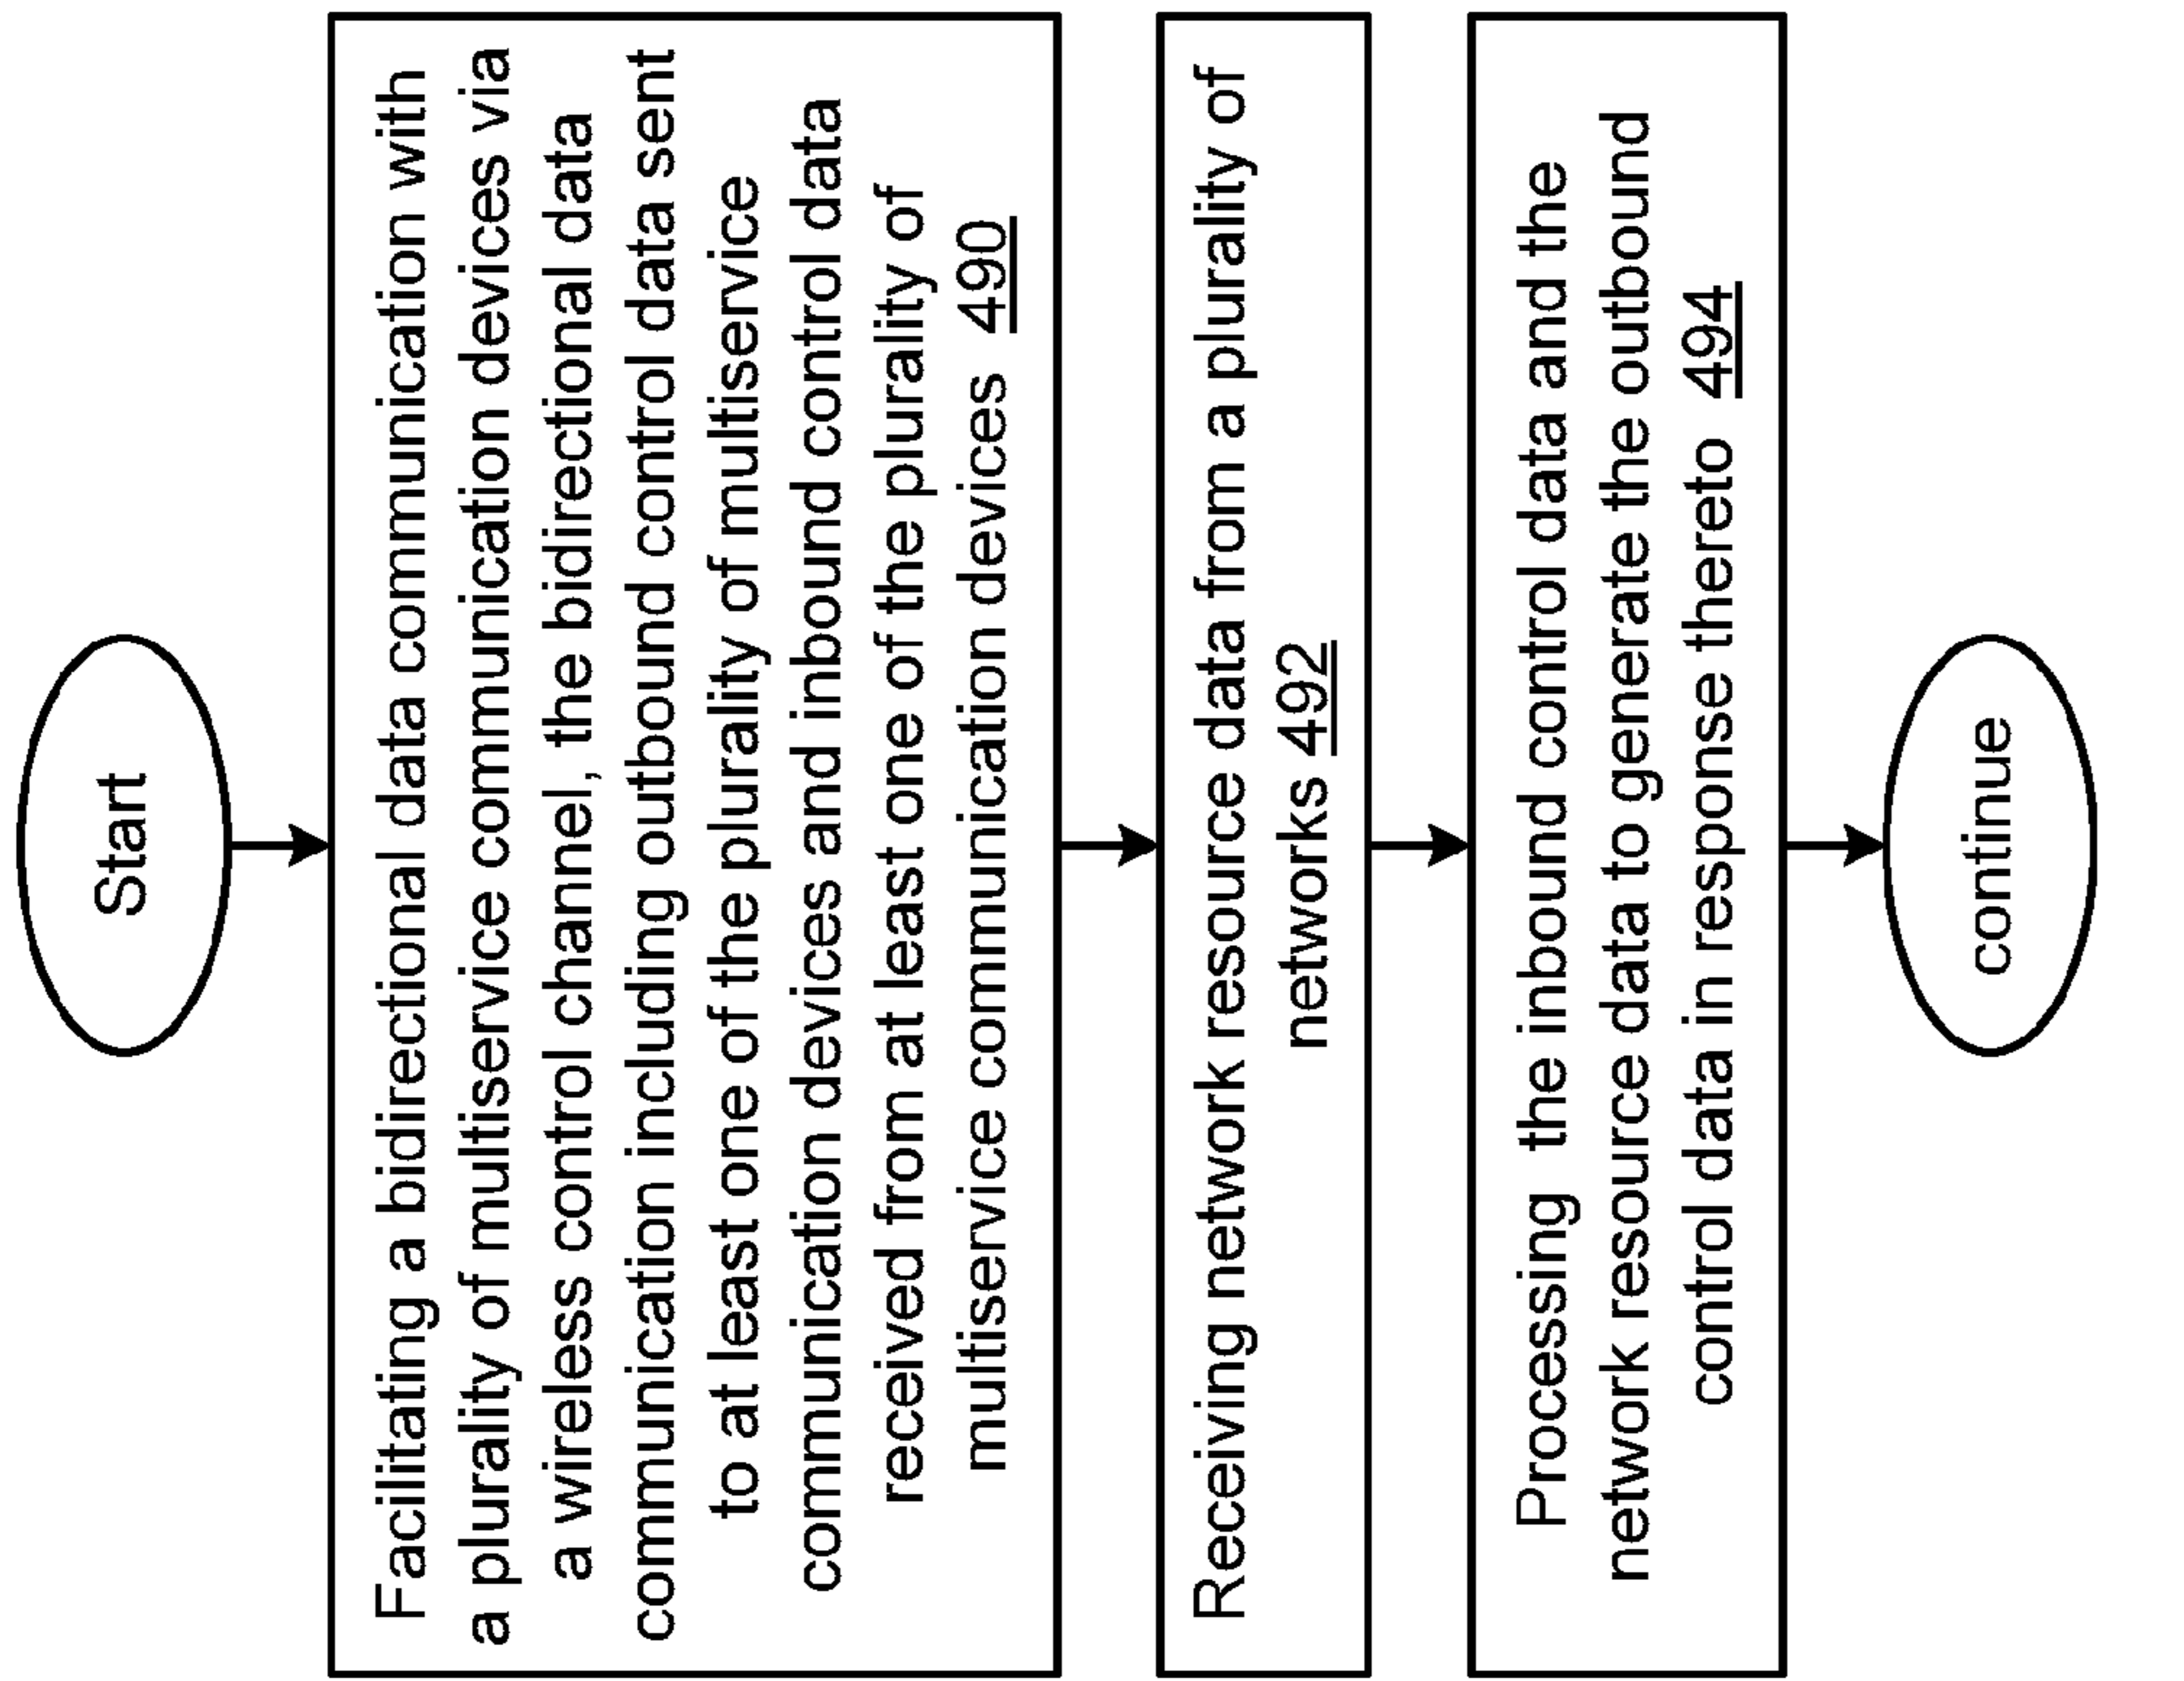 Start
Facilitating a bidirectional data communication with
a plurality of multiservice communication devices via
a wireless control channel, the bidirectional data
communication including outbound control data sent
to at least one of the plurality of multiservice
communication devices and inbound control data
received from at least one of the plurality of
multiservice communication devices 490
Receiving network resource data from a plurality of
networks 492
Processing the inbound control data and the
network resource data to generate the outbound
control data in response thereto 494
continue